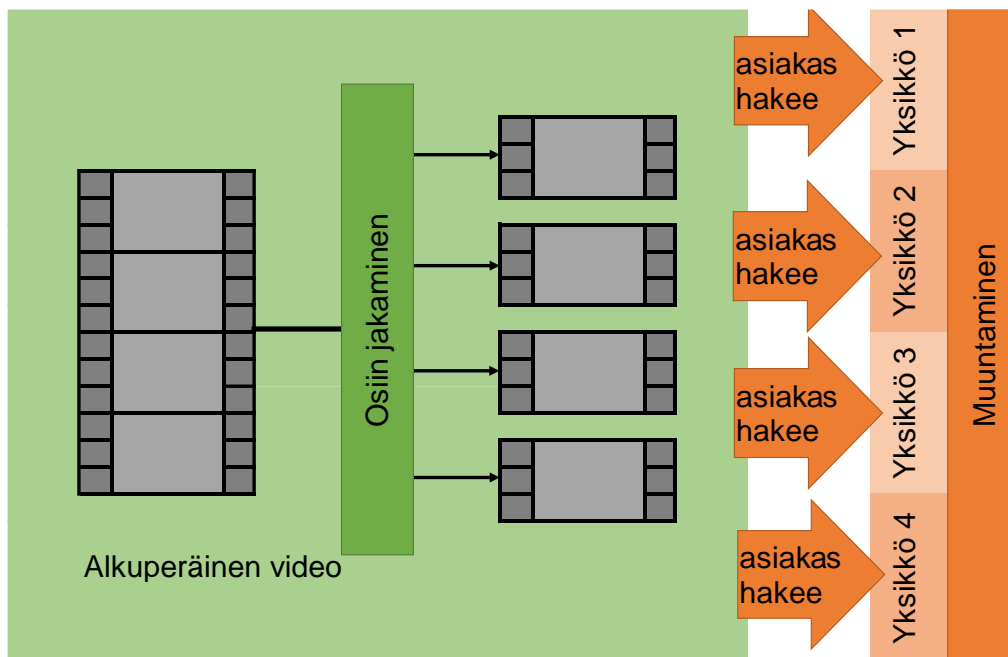 Alkuperäinen video
Osiin jakaminen
asiakas
hakee
Yksikkö 1
asiakas
hakee
Yksikkö 2
asiakas
hakee
Yksikkö 3
asiakas
hakee
Yksikkö 4
Muuntaminen